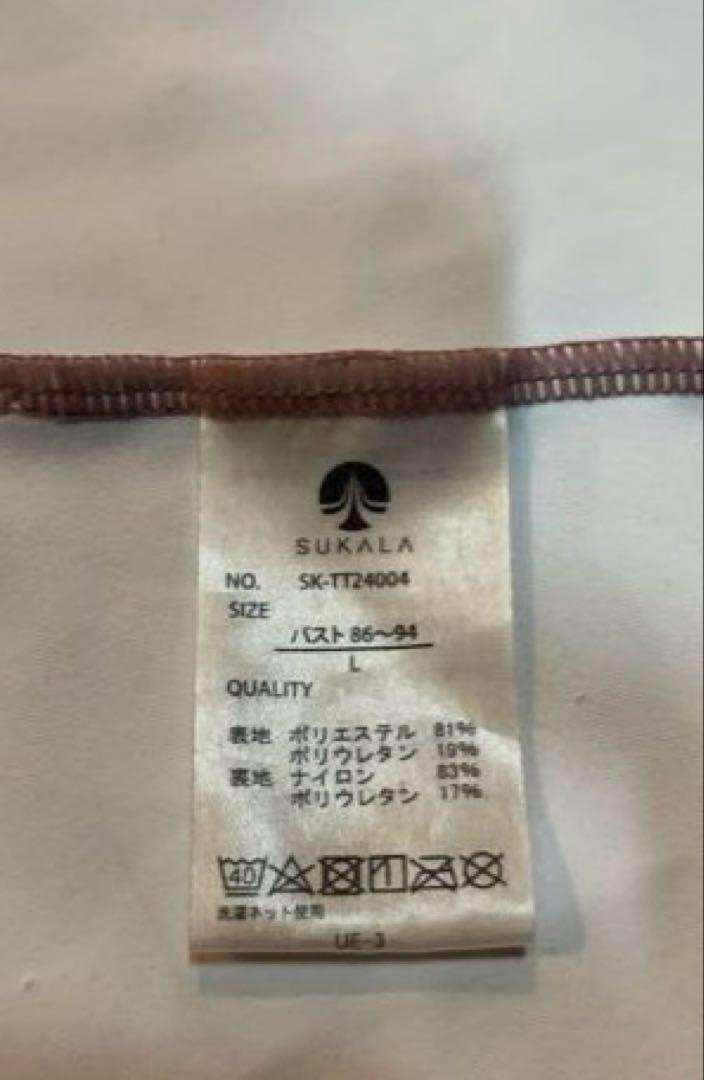 SUKALA
NO. SK-TT24004
SIZE
バスト 86〜94
L
QUALITY
表地 ポリエステル 81%
ポリウレタン 19%
裏地 ナイロン 83%
ポリウレタン 17%
40
洗濯ネット使用
UE-3